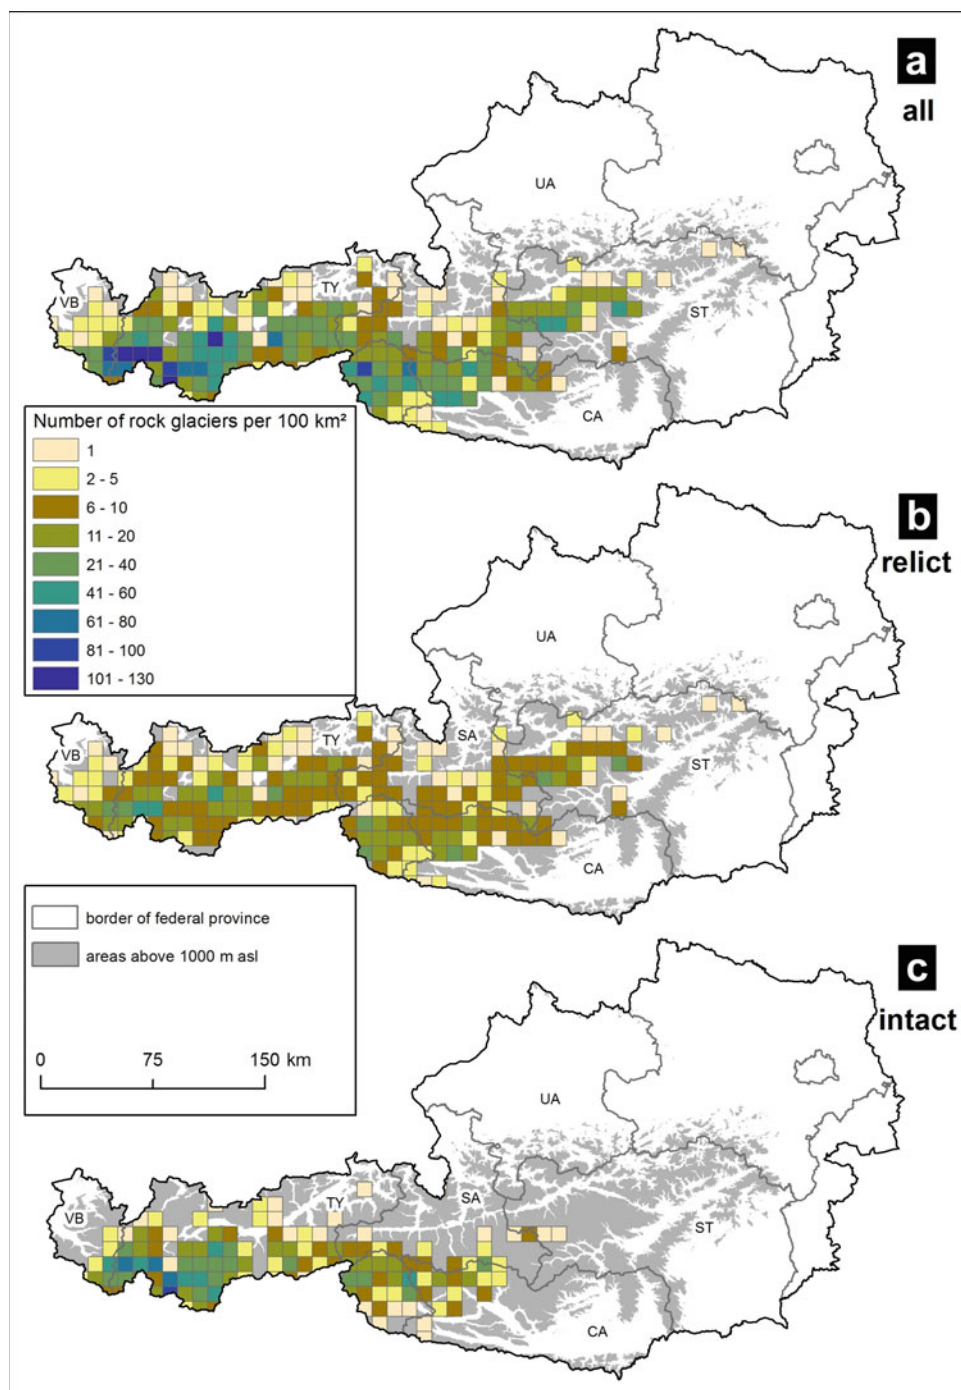 a
all
UA
TY
VB
ST
CA
Number of rock glaciers per 100 km²
1
2 - 5
6 - 10
11 - 20
21 - 40
41 - 60
61 - 80
81 - 100
101 - 130
b
relict
UA
TY
SA
VB
ST
CA
border of federal province
areas above 1000 m asl
0 75 150 km
c
intact
UA
TY
SA
VB
ST
CA